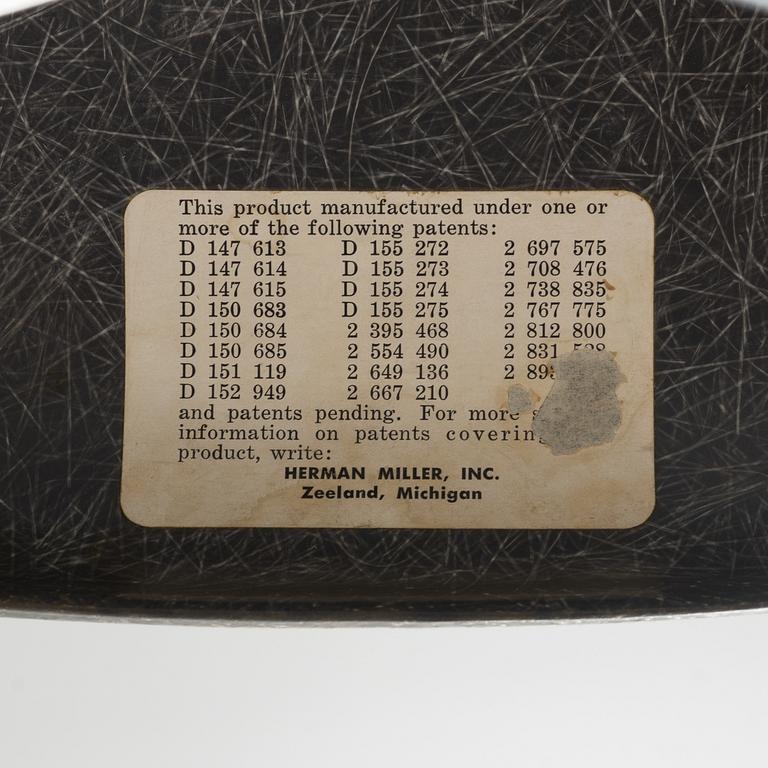 This product manufactured under one or
more of the following patents:
D 147 613 D 155 272 2 697 575
D 147 614 D 155 273 2 708 476
D 147 615 D 155 274 2 738 835
D 150 683 D 155 275 2 767 775
D 150 684 2 395 468 2 812 800
D 150 685 2 554 490 2 831
D 151 119 2 649 136 2
D 152 949 2 667 210
and patents pending. For more
information on patents
product, write:
HERMAN MILLER, INC.
Zeeland, Michigan